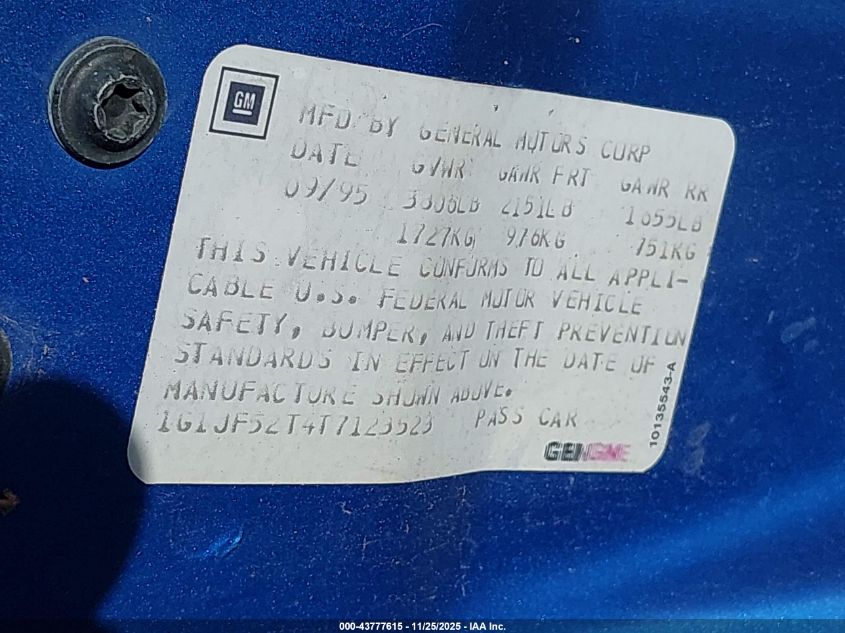 GM
MFD BY GENERAL MOTORS CORP
DATE GVWR GAWR FRT GAWR RR
09/95 3806LB 2151LB 1655LB
1727KG 976KG 751KG
THIS VEHICLE CONFORMS TO ALL APPLI-
CABLE U.S. FEDERAL MOTOR VEHICLE
SAFETY, BUMPER, AND THEFT PREVENTION
STANDARDS IN EFFECT ON THE DATE OF
MANUFACTURE SHOWN ABOVE.
1G1JF52T4T7123523 PASS CAR
10135543-A
000-43777615 - 11/25/2025 - IAA Inc.